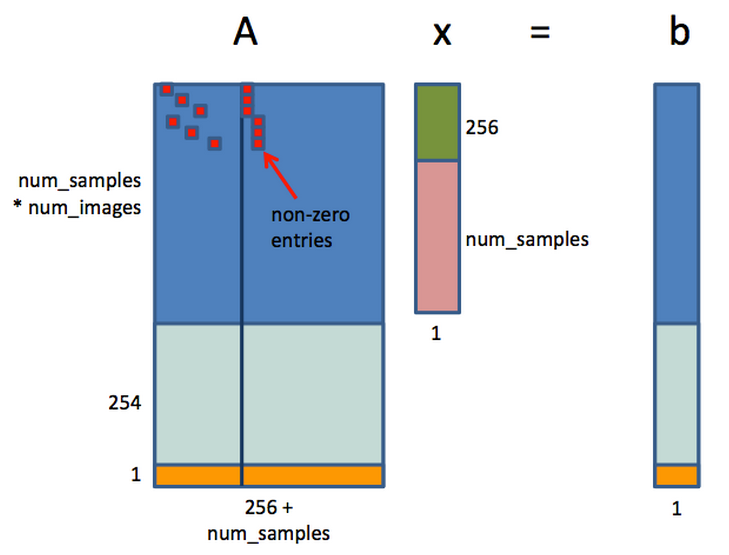 A x = b
256
num_samples
* num_images
non-zero
entries
num_samples
1
254
1
256 +
num_samples
1